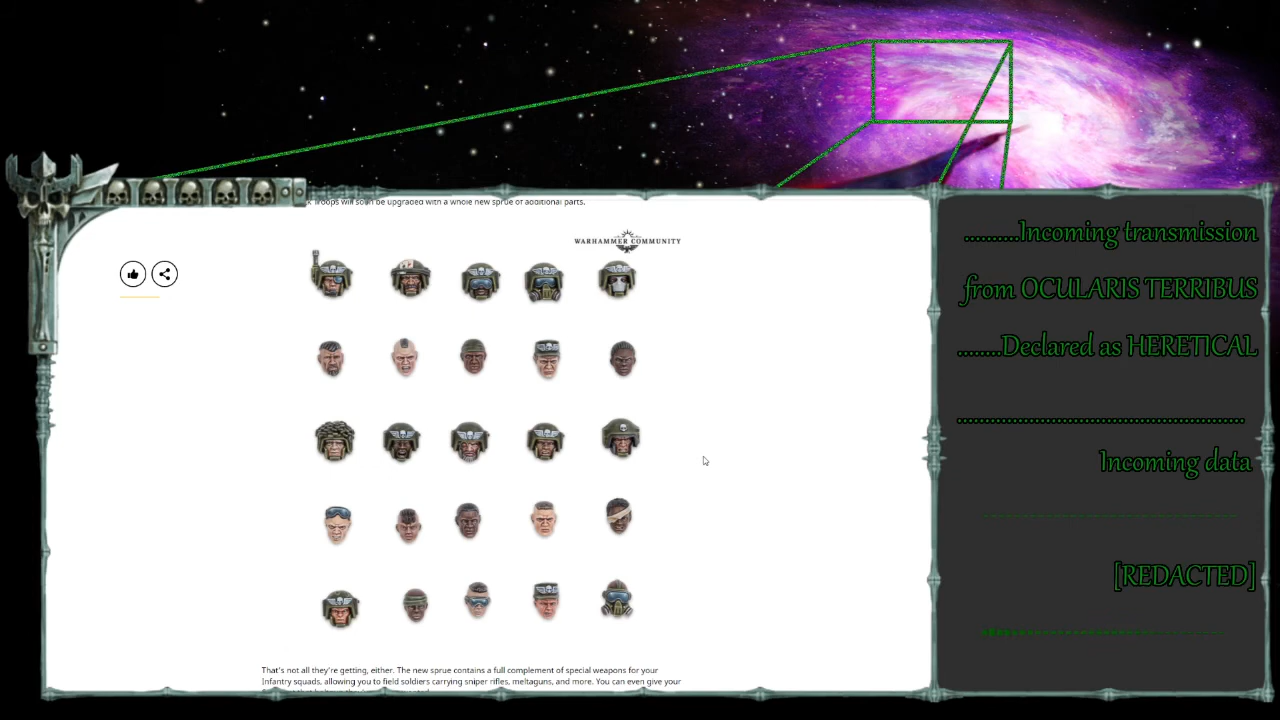 Troops will soon be upgraded with a whole new sprue of additional parts.
WARHAMMER COMMUNITY
That's not all they're getting, either. The new sprue contains a full complement of special weapons for your
Infantry squads, allowing you to field soldiers carrying sniper rifles, meltaguns, and more. You can even give your
.........Incoming transmission
from OCULARIS TERRIBUS
........Declared as HERETICAL
................................................
Incoming data
[REDACTED]